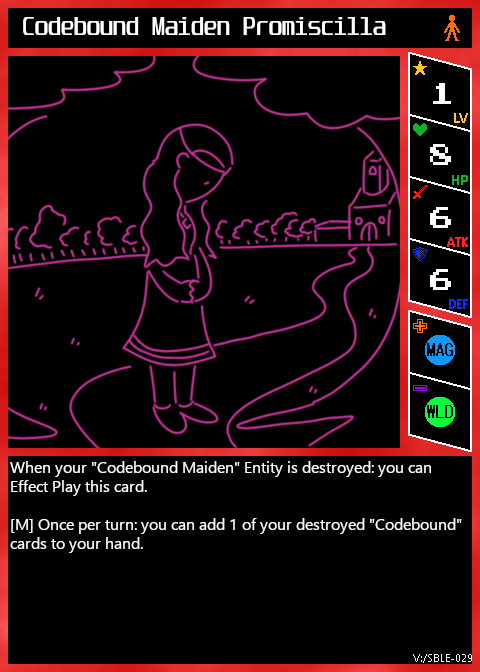 Codebound Maiden Promiscilla
1
LV
8
HP
6
ATK
6
DEF
MAG
WLD
When your "Codebound Maiden" Entity is destroyed: you can
Effect Play this card.
[M] Once per turn: you can add 1 of your destroyed "Codebound"
cards to your hand.
V:/SBLE-029